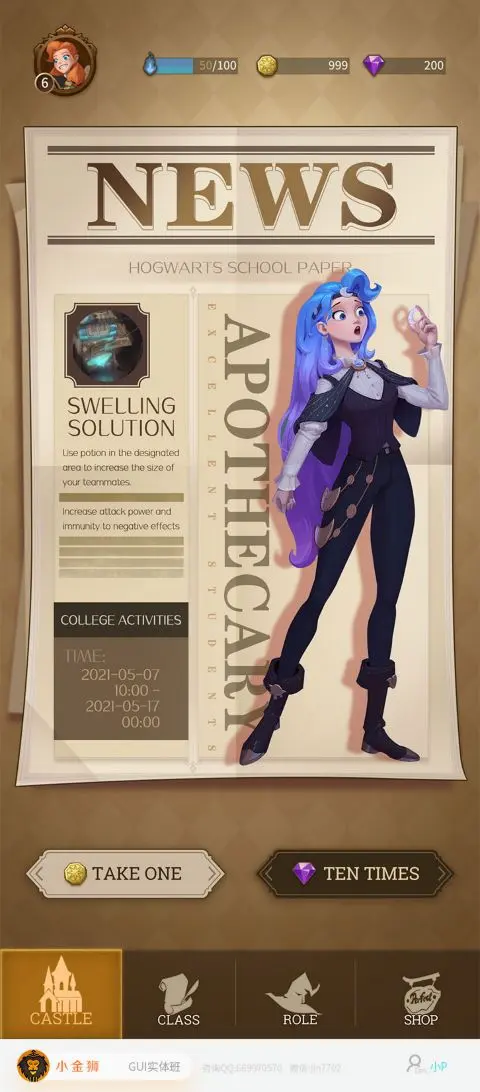 6
50/100
999
200
NEWS
HOGWARTS SCHOOL PAPER
SWELLING
SOLUTION
Use potion in the designated
area to increase the size of
your teammates.
Increase attack power and
immunity to negative effects
COLLEGE ACTIVITIES
TIME:
2021-05-07
10:00 -
2021-05-17
00:00
EXCELLENT STUDENTS
APOTHECARY
TAKE ONE
TEN TIMES
CASTLE
CLASS
ROLE
SHOP
小金狮
GUI实体班
小P